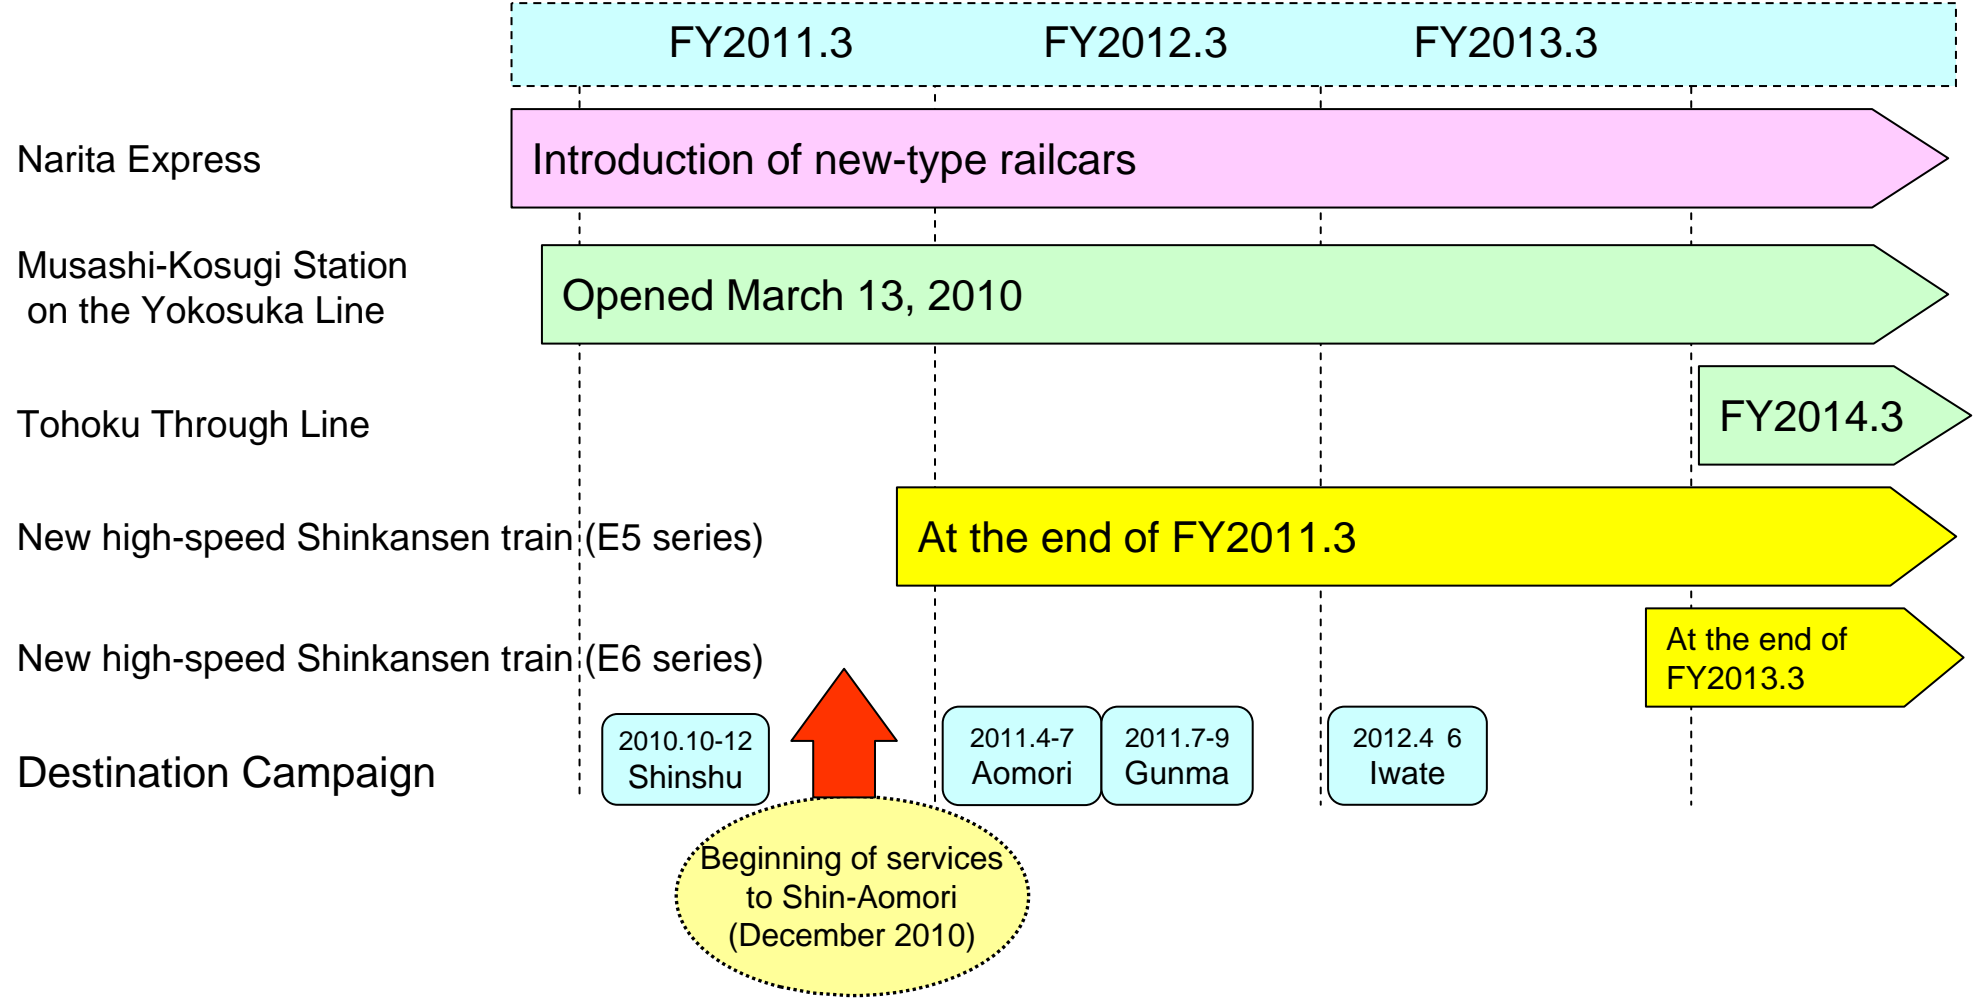 FY2011.3 FY2012.3 FY2013.3
Narita Express
Introduction of new-type railcars
Musashi-Kosugi Station
on the Yokosuka Line
Opened March 13, 2010
Tohoku Through Line
FY2014.3
New high-speed Shinkansen train (E5 series)
At the end of FY2011.3
New high-speed Shinkansen train (E6 series)
At the end of
FY2013.3
Destination Campaign
2010.10-12
Shinshu
2011.4-7
Aomori
2011.7-9
Gunma
2012.4 6
Iwate
Beginning of services
to Shin-Aomori
(December 2010)